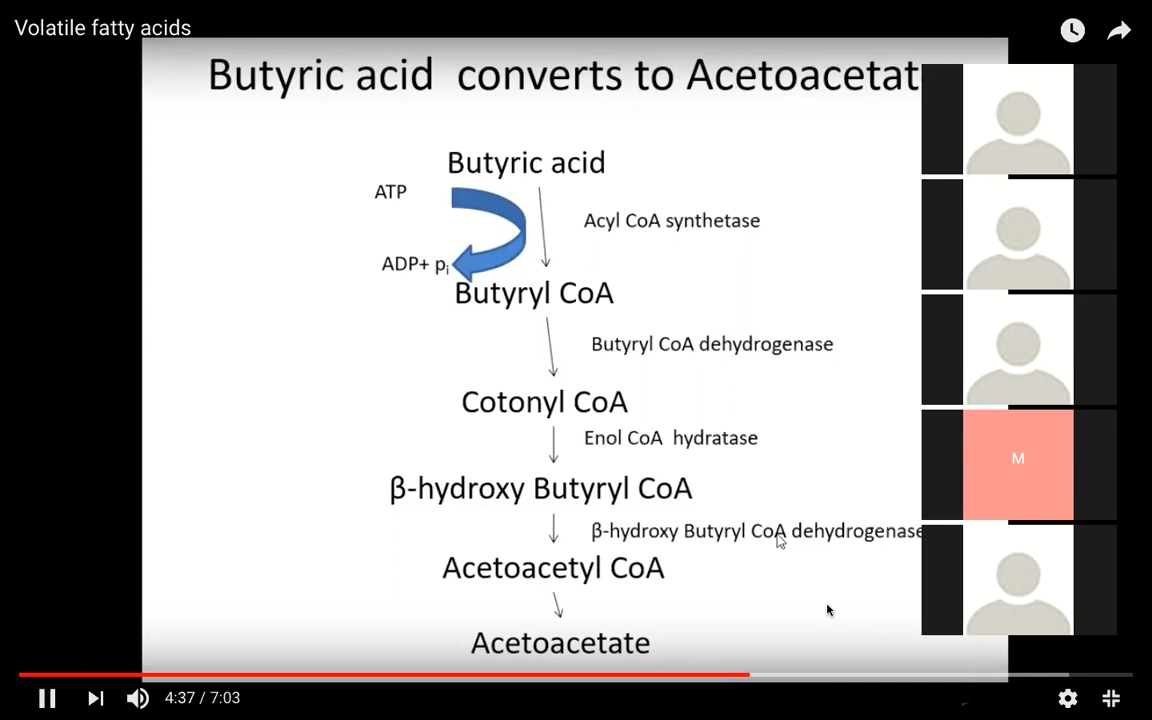 Volatile fatty acids
Butyric acid converts to Acetoacetat
Butyric acid
ATP
Acyl CoA synthetase
ADP+ pi
Butyryl CoA
Butyryl CoA dehydrogenase
Cotonyl CoA
Enol CoA hydratase
β-hydroxy Butyryl CoA
M
β-hydroxy Butyryl CoA dehydrogenase
Acetoacetyl CoA
Acetoacetate
4:37 / 7:03